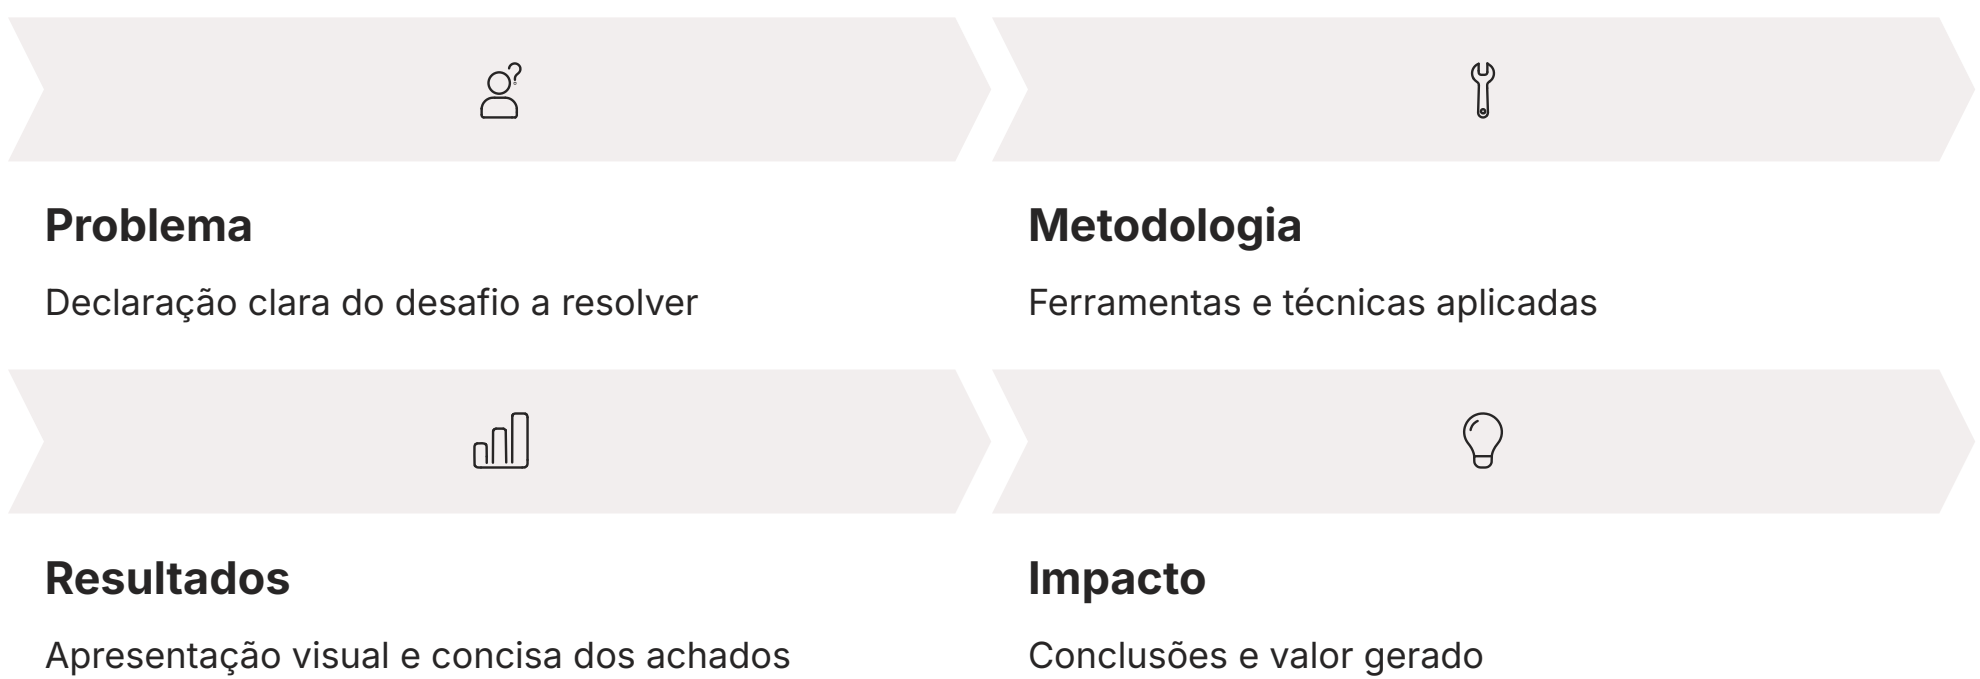 Problema
Declaração clara do desafio a resolver
Metodologia
Ferramentas e técnicas aplicadas
Resultados
Apresentação visual e concisa dos achados
Impacto
Conclusões e valor gerado